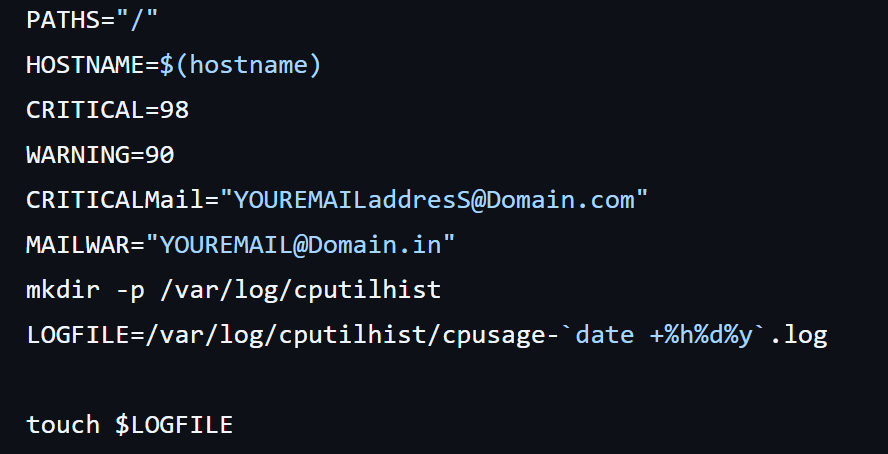 PATHS="/"
HOSTNAME=$(hostname)
CRITICAL=98
WARNING=90
CRITICALMail="YOUREMAILaddresS@Domain.com"
MAILWAR="YOUREMAIL@Domain.in"
mkdir -p /var/log/cputilhist
LOGFILE=/var/log/cputilhist/cpusage-`date +%h%d%y`.log
touch $LOGFILE